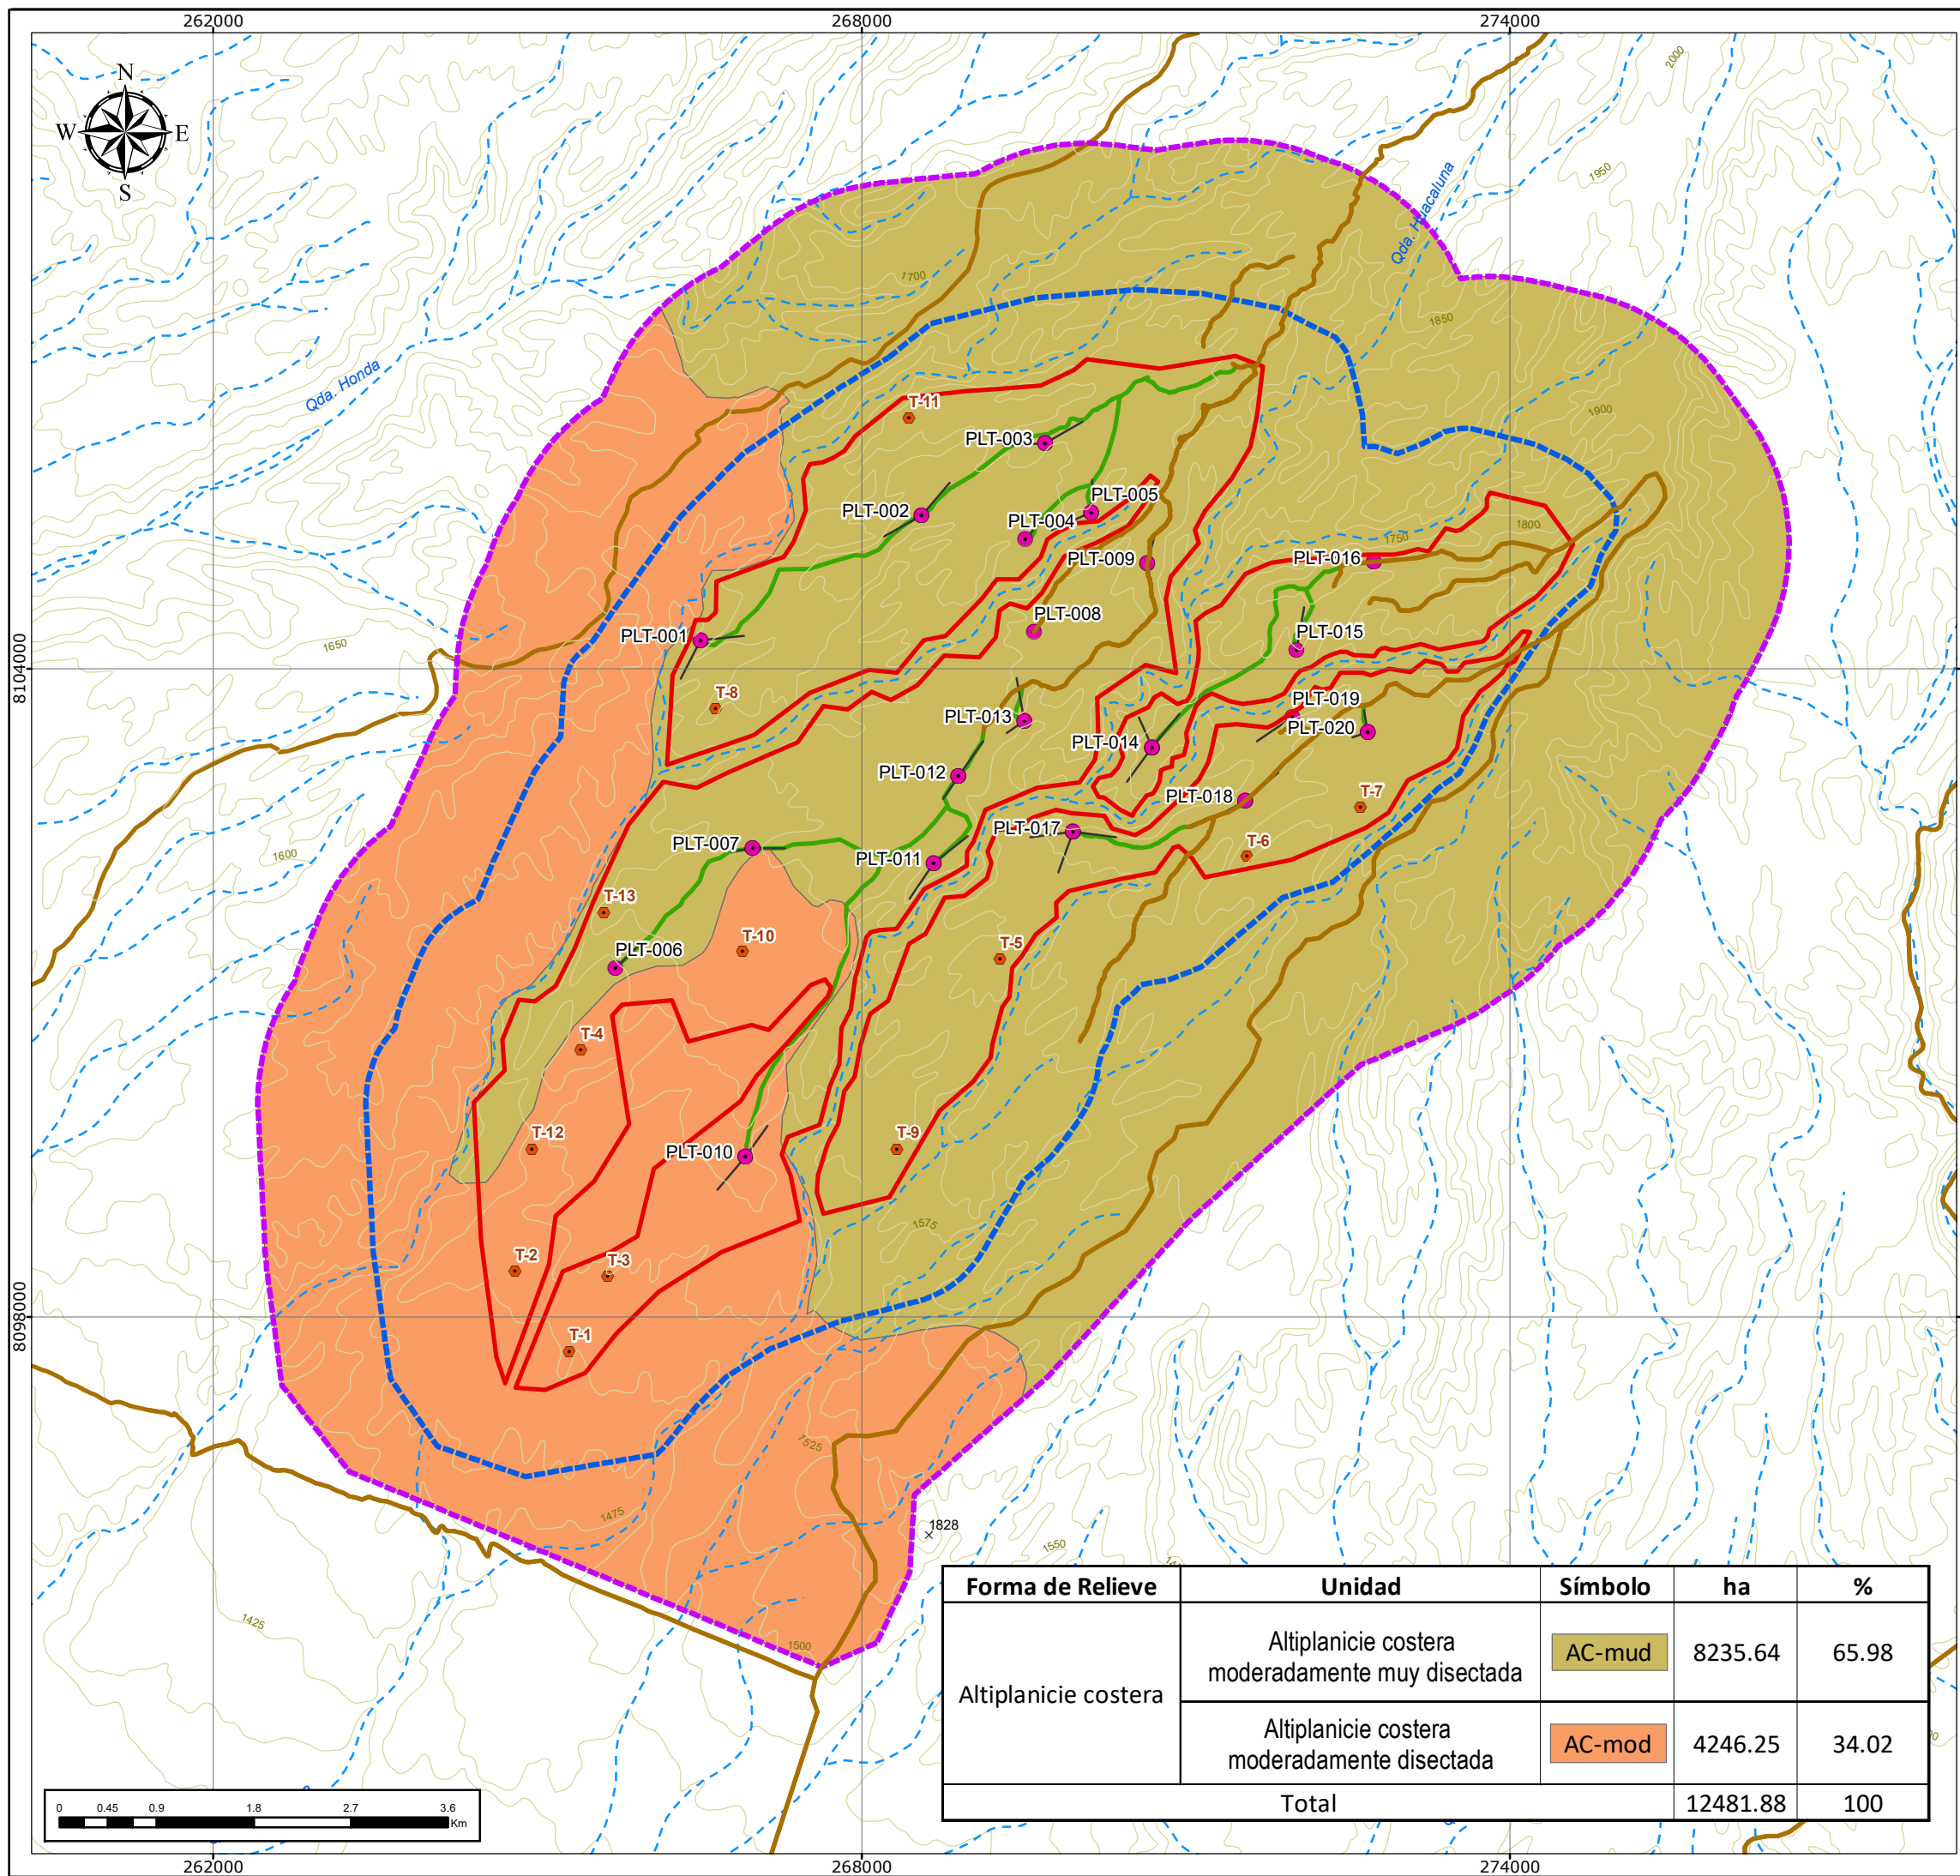 262000
268000
274000
2000
N
W
E
S
1950
Qda. Huacaluna
1700
1850
Qda. Honda
T-11
1900
PLT-003
PLT-005
PLT-002
PLT-004
1800
1750
PLT-009
PLT-016
PLT-008
PLT-001
PLT-015
1650
8104000
T-8
PLT-019
PLT-013
PLT-020
PLT-014
PLT-012
PLT-018
T-7
PLT-017
PLT-007
T-6
1600
PLT-011
T-13
T-10
T-5
PLT-006
T-4
T-12
T-9
PLT-010
1575
T-2
T-3
8098000
T-1
1525
1475
1828
1550
1425
1500
Forma de Relieve Unidad Símbolo ha %
Altiplanicie costera
Altiplanicie costera
moderadamente muy disectada
AC-mud 8235.64 65.98
Altiplanicie costera
moderadamente disectada
AC-mod 4246.25 34.02
Total 12481.88 100
0 0.45 0.9 1.8 2.7 3.6
Km
262000
268000
274000